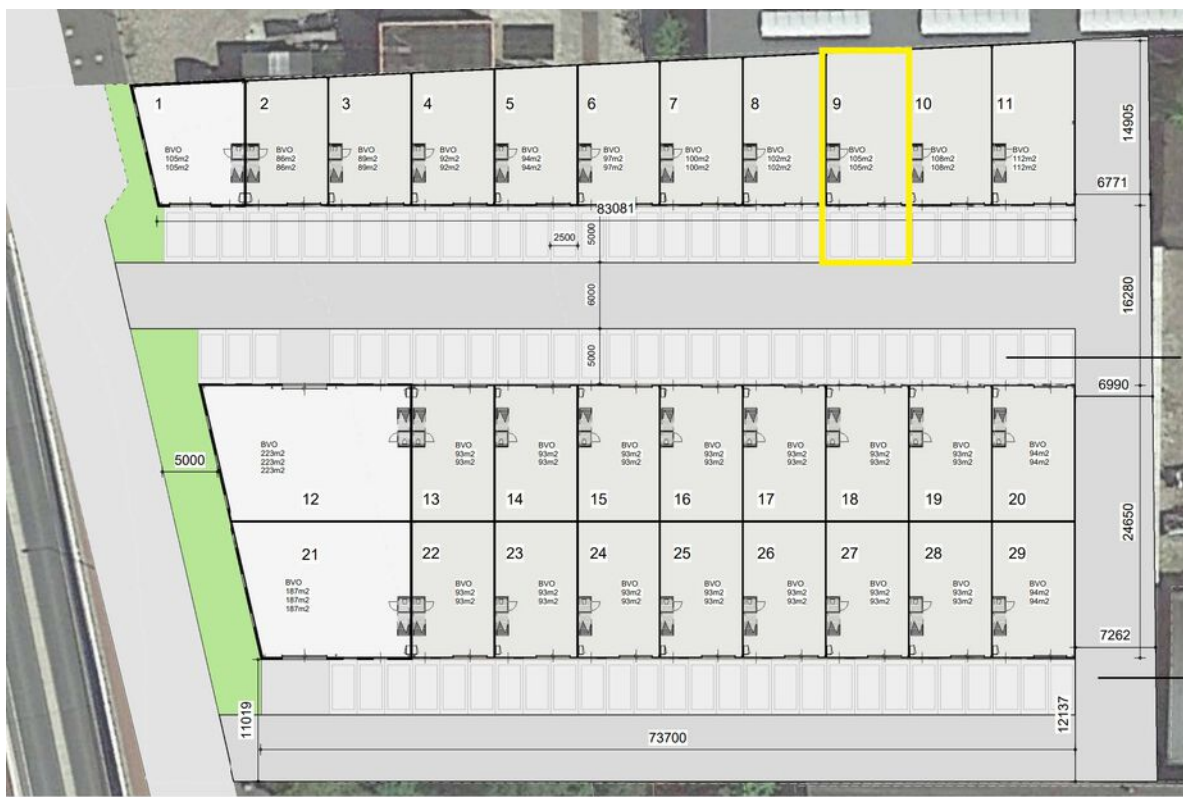 1
2
3
4
5
6
7
8
9
10
11
BVO
105m2
105m2
BVO
86m2
86m2
BVO
89m2
89m2
BVO
92m2
92m2
BVO
94m2
94m2
BVO
97m2
97m2
BVO
100m2
100m2
BVO
102m2
102m2
BVO
105m2
105m2
BVO
108m2
108m2
BVO
112m2
112m2
14905
6771
83081
2500
5000
6000
5000
16280
6990
5000
BVO
223m2
223m2
223m2
BVO
93m2
93m2
BVO
93m2
93m2
BVO
93m2
93m2
BVO
93m2
93m2
BVO
93m2
93m2
BVO
93m2
93m2
BVO
93m2
93m2
BVO
94m2
94m2
12
13
14
15
16
17
18
19
20
24650
21
22
23
24
25
26
27
28
29
BVO
187m2
187m2
187m2
BVO
93m2
93m2
BVO
93m2
93m2
BVO
93m2
93m2
BVO
93m2
93m2
BVO
93m2
93m2
BVO
93m2
93m2
BVO
93m2
93m2
BVO
94m2
94m2
7262
11019
12137
73700